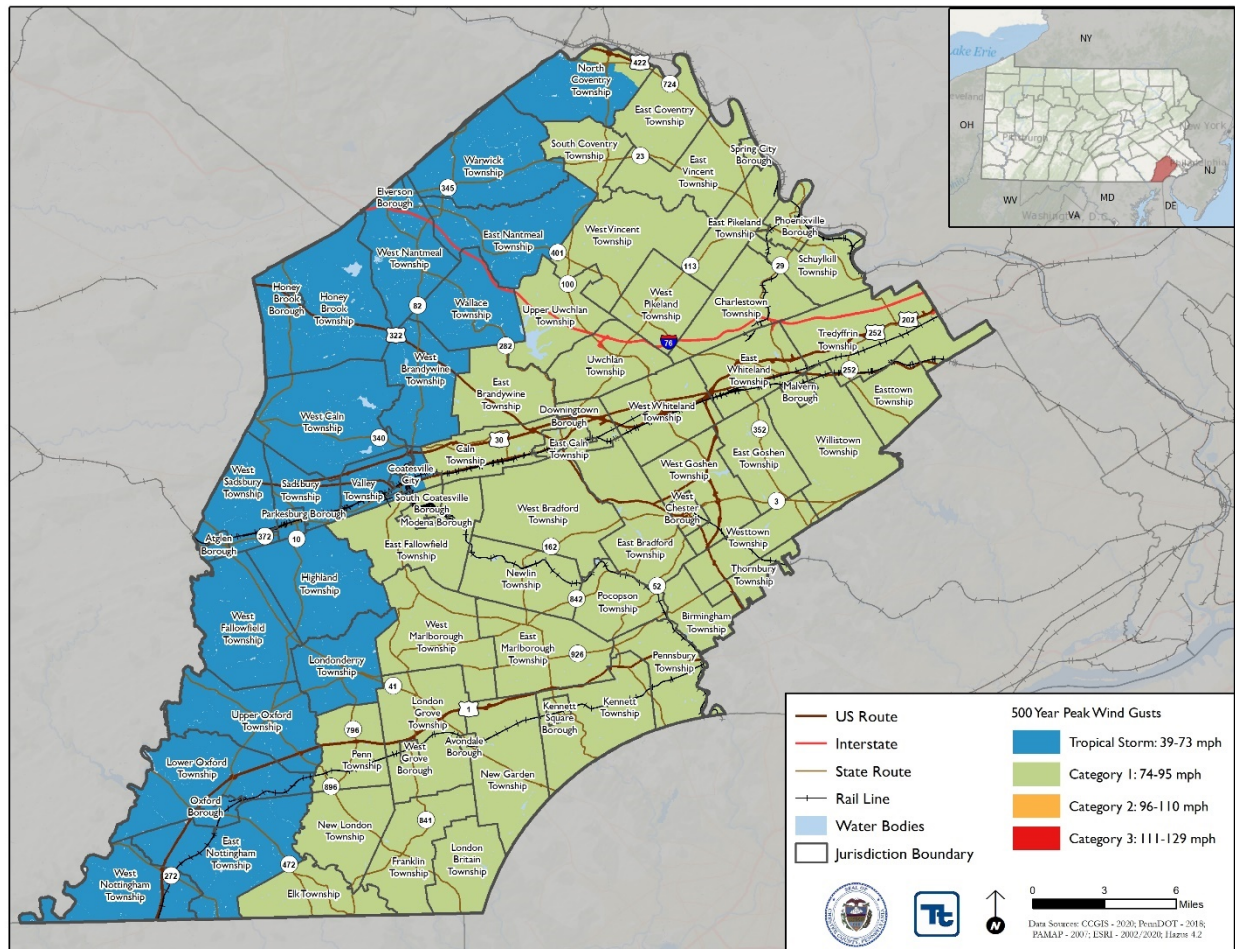 NY
Lake Erie
Cleveland
OH
Pittsburgh
New York
Philadelphia
NJ
MD
DE
WV
VA
Washington D.C.
North
Coventry
Township
422
724
East Coventry
Township
South Coventry
Township
23
Spring City
Borough
East
Vincent
Township
Warwick
Township
Elverson
Borough
345
East Nantmeal
Township
West Vincent
Township
East Pikeland
Township
Phoenixville
Borough
West Nantmeal
Township
401
113
29
Schuylkill
Township
100
Honey
Brook
Borough
Honey
Brook
Township
82
Wallace
Township
Upper Uwchlan
Township
West
Pikeland
Township
Charlestown
Township
322
282
76
202
252
Tredyffrin
Township
West
Brandywine
Township
Uwchlan
Township
East
Whiteland
Township
252
Malvern
Borough
Easttown
Township
East
Brandywine
Township
West Caln
Township
340
Downingtown
Borough
West Whiteland
Township
30
Caln
Township
East Caln
Township
352
Willistown
Township
West
Sadsbury
Township
Sadsbury
Township
Valley
Township
Coatesville
City
West Goshen
Township
East Goshen
Township
Parkesburg Borough
South Coatesville
Borough
Modena Borough
West Bradford
Township
West
Chester
Borough
3
Atglen
Borough
372
10
East Fallowfield
Township
162
East Bradford
Township
Westtown
Township
Highland
Township
Newlin
Township
842
52
Pocopson
Township
Thornbury
Township
West
Fallowfield
Township
Birmingham
Township
West
Marlborough
Township
East
Marlborough
Township
926
Pennsbury
Township
Londonderry
Township
41
Upper Oxford
Township
London
Grove
Township
1
Kennett
Square
Borough
Kennett
Township
796
Penn
Township
West
Grove
Borough
Avondale
Borough
Lower Oxford
Township
896
New Garden
Township
Oxford
Borough
841
New London
Township
East
Nottingham
Township
472
Franklin
Township
London
Britain
Township
West
Nottingham
Township
272
Elk Township
US Route
Interstate
State Route
Rail Line
Water Bodies
Jurisdiction Boundary
500 Year Peak Wind Gusts
Tropical Storm: 39-73 mph
Category 1: 74-95 mph
Category 2: 96-110 mph
Category 3: 111-129 mph
Tt
N
0 3 6
Miles
Data Sources: CCGIS - 2020; PennDOT - 2018;
PAMAP - 2007; ESRI - 2002/2020; Hazus 4.2